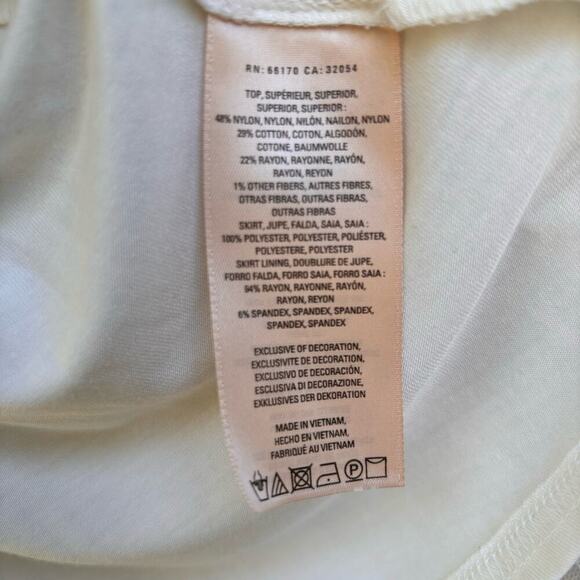 RN: 66170 CA: 32054
TOP, SUPÉRIEUR, SUPERIOR,
SUPERIOR, SUPERIOR :
48% NYLON, NYLON, NILÓN, NAILON, NYLON
29% COTTON, COTON, ALGODÓN,
COTONE, BAUMWOLLE
22% RAYON, RAYONNE, RAYÓN,
RAYON, REYON
1% OTHER FIBERS, AUTRES FIBRES,
OTRAS FIBRAS, OUTRAS FIBRAS,
OUTRAS FIBRAS
SKIRT, JUPE, FALDA, SAIA, SAIA :
100% POLYESTER, POLYESTER, POLIÉSTER,
POLYESTERE, POLYESTER
SKIRT LINING, DOUBLURE DE JUPE,
FORRO FALDA, FORRO SAIA, FORRO SAIA :
94% RAYON, RAYONNE, RAYÓN,
RAYON, REYON
6% SPANDEX, SPANDEX, SPANDEX,
SPANDEX, SPANDEX
EXCLUSIVE OF DECORATION,
EXCLUSIVITE DE DECORATION,
EXCLUSIVO DE DECORACIÓN,
ESCLUSIVA DI DECORAZIONE,
EXKLUSIVES DER DEKORATION
MADE IN VIETNAM,
HECHO EN VIETNAM,
FABRIQUÉ AU VIETNAM
P